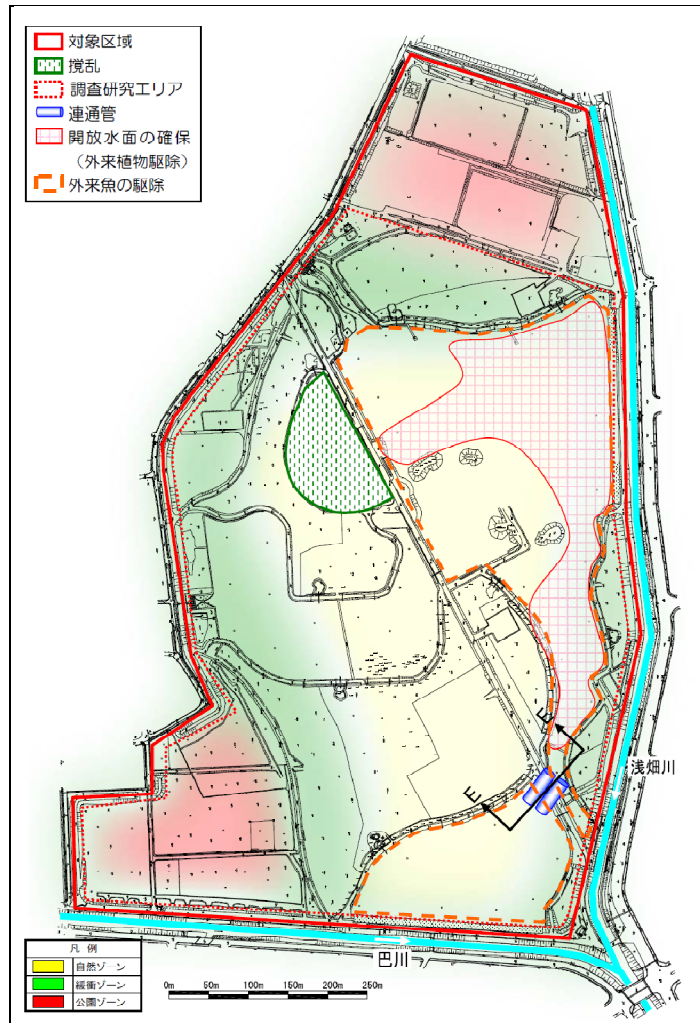 対象区域
撹乱
調査研究エリア
連通管
開放水面の確保
（外来植物駆除）
外来魚の駆除
E
E
浅畑川
巴川
凡 例
自然ゾーン
緩衝ゾーン
公園ゾーン
0m 50m 100m 150m 200m 250m